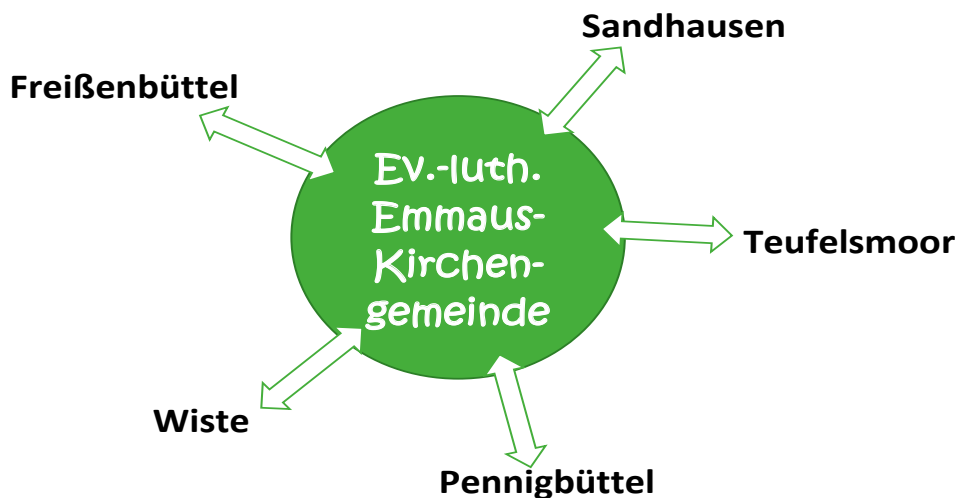 Sandhausen
Freißenbüttel
Ev.-luth.
Emmaus-
Kirchen-
gemeinde
Teufelsmoor
Wiste
Pennigbüttel